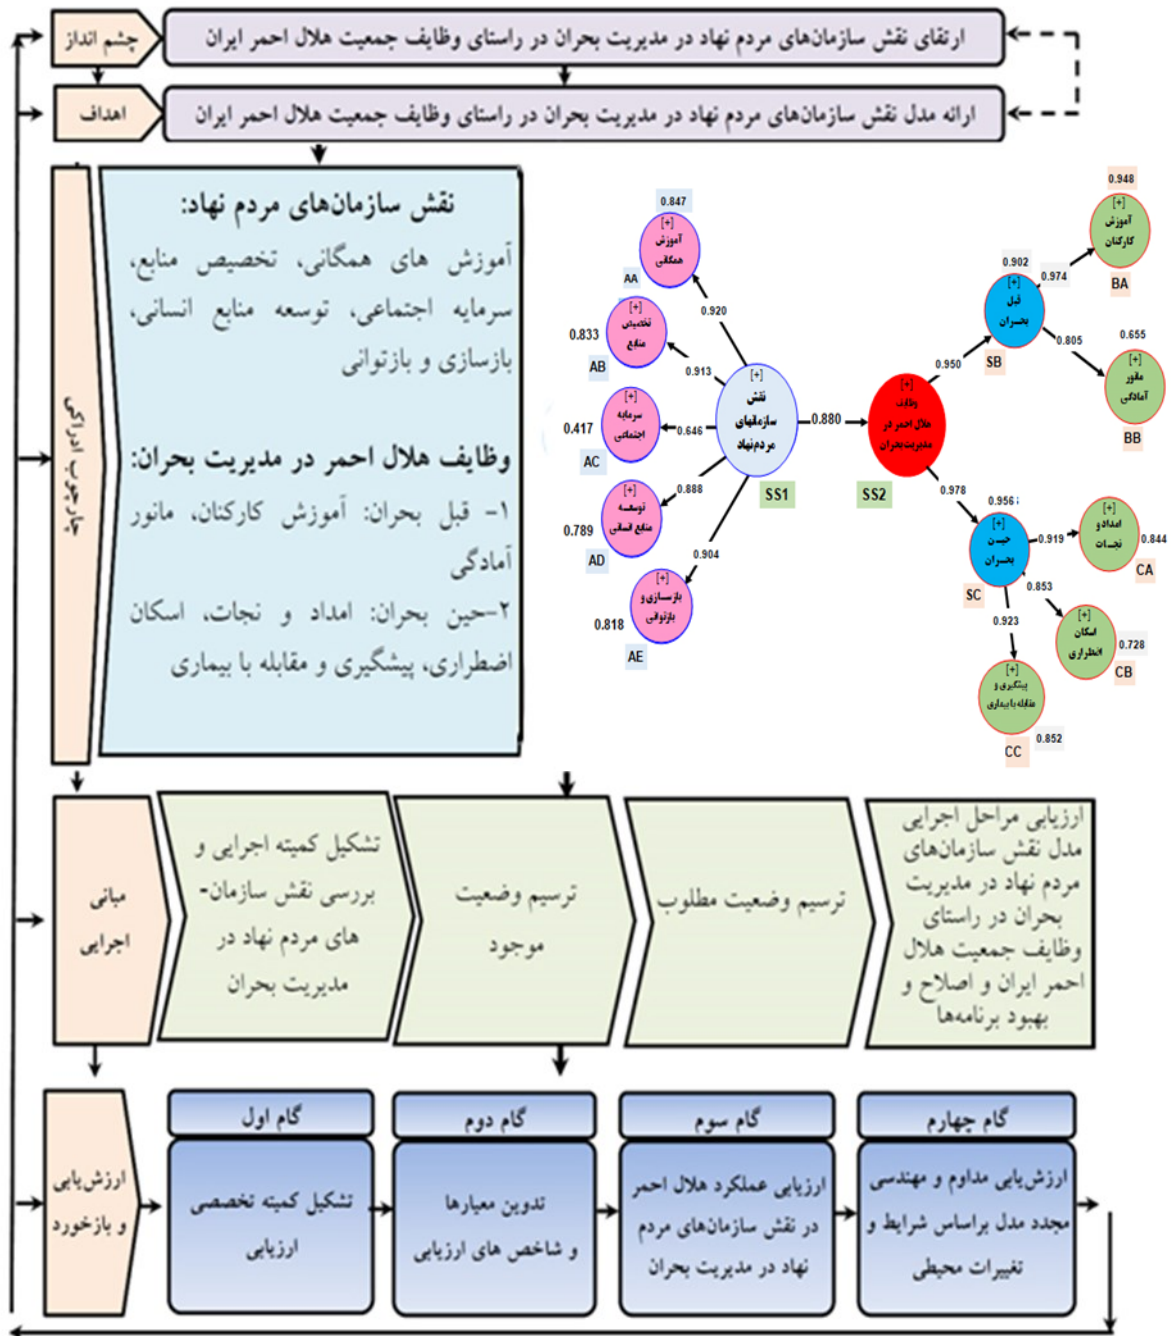 چشم انداز
ارتقای نقش سازمان‌های مردم نهاد در مدیریت بحران در راستای وظایف جمعیت هلال احمر ایران
اهداف
ارائه مدل نقش سازمان‌های مردم نهاد در مدیریت بحران در راستای وظایف جمعیت هلال احمر ایران
چارچوب ادراکی
نقش سازمان‌های مردم نهاد:
آموزش های همگانی، تخصیص منابع،
سرمایه اجتماعی، توسعه منابع انسانی،
بازسازی و بازتوانی
وظایف هلال احمر در مدیریت بحران:
۱- قبل بحران: آموزش کارکنان، مانور
آمادگی
۲-حین بحران: امداد و نجات، اسکان
اضطراری، پیشگیری و مقابله با بیماری
0.847
[+]
آموزش
همگانی
AA
0.920
[+]
تخصیص
منابع
0.833
AB
0.913
[+]
سرمایه
اجتماعی
0.417
AC
0.646
[+]
توسعه
منابع انسانی
0.789
AD
0.888
[+]
بازسازی و
بازتوانی
0.818
AE
0.904
[+]
نقش
سازمانهای
مردم نهاد
SS1
0.880
[+]
وظایف
هلال احمر در
مدیریت بحران
SS2
0.950
0.902
[+]
قبل
بحران
SB
0.974
0.948
[+]
آموزش
کارکنان
BA
0.805
0.655
[+]
مانور
آمادگی
BB
0.978
0.956
[+]
حین
بحران
SC
0.919
[+]
امداد و
نجات
0.844
CA
0.853
[+]
اسکان
اضطراری
0.728
CB
0.923
[+]
پیشگیری و
مقابله با بیماری
0.852
CC
مبانی
اجرایی
تشکیل کمیته اجرایی و
بررسی نقش سازمان-
های مردم نهاد در
مدیریت بحران
ترسیم وضعیت
موجود
ترسیم وضعیت مطلوب
ارزیابی مراحل اجرایی
مدل نقش سازمان‌های
مردم نهاد در مدیریت
بحران در راستای
وظایف جمعیت هلال
احمر ایران و اصلاح و
بهبود برنامه‌ها
ارزش‌یابی
و بازخورد
گام اول
تشکیل کمیته تخصصی
ارزیابی
گام دوم
تدوین معیارها
و شاخص های ارزیابی
گام سوم
ارزیابی عملکرد هلال احمر
در نقش سازمان‌های مردم
نهاد در مدیریت بحران
گام چهارم
ارزش‌یابی مداوم و مهندسی
مجدد مدل براساس شرایط و
تغییرات محیطی